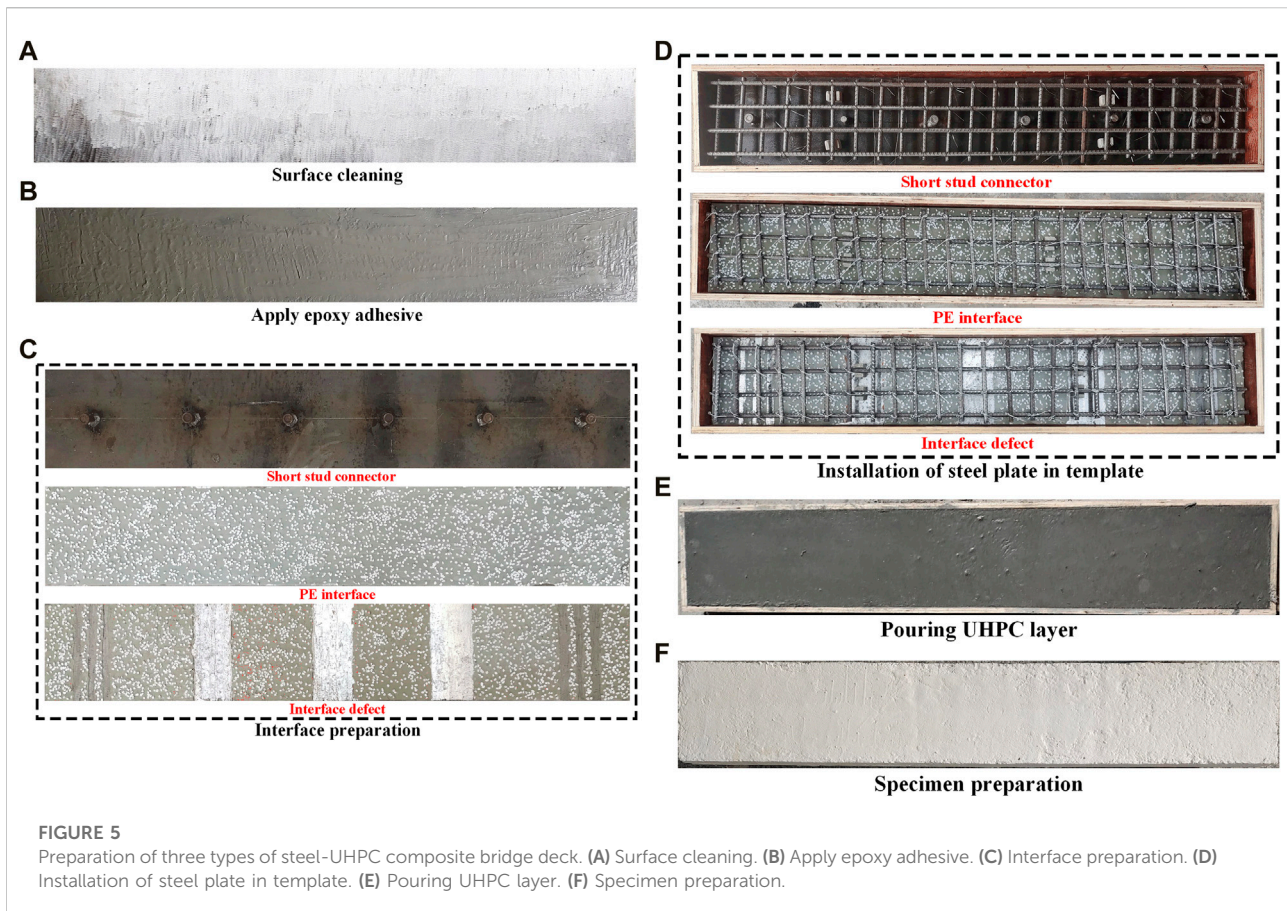 A
Surface cleaning
B
Apply epoxy adhesive
C
Short stud connector
PE interface
Interface defect
Interface preparation
D
Short stud connector
PE interface
Interface defect
Installation of steel plate in template
E
Pouring UHPC layer
F
Specimen preparation
FIGURE 5
Preparation of three types of steel-UHPC composite bridge deck. (A) Surface cleaning. (B) Apply epoxy adhesive. (C) Interface preparation. (D)
Installation of steel plate in template. (E) Pouring UHPC layer. (F) Specimen preparation.